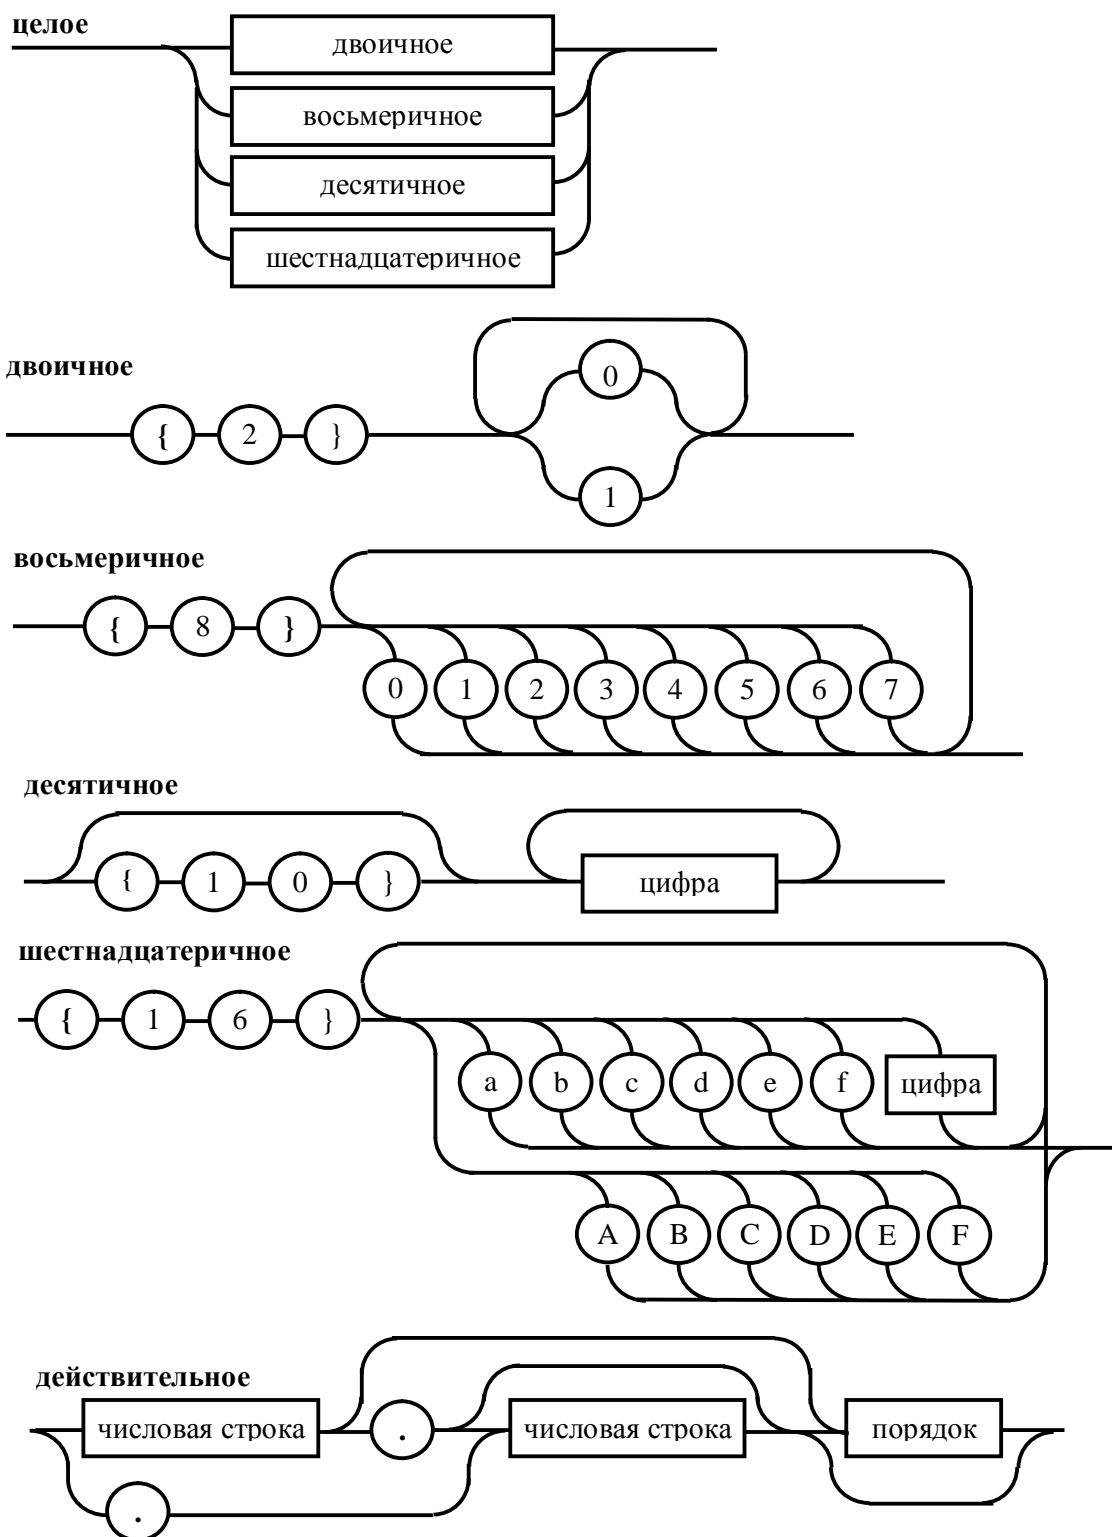 целое
двоичное
восьмеричное
десятичное
шестнадцатеричное
двоичное
0
{ 2 }
1
восьмеричное
{ 8 }
0 1 2 3 4 5 6 7
десятичное
{ 1 0 } цифра
шестнадцатеричное
{ 1 6 }
a b c d e f цифра
A B C D E F
действительное
числовая строка . числовая строка порядок
.